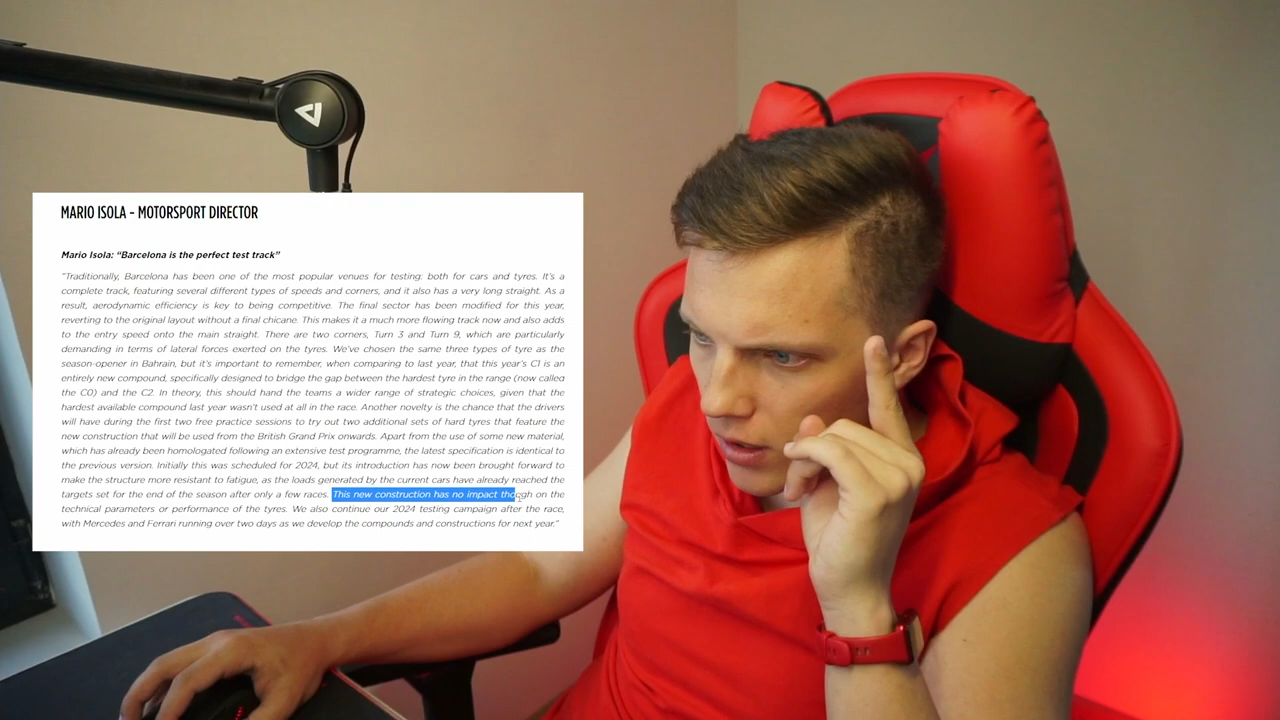 MARIO ISOLA - MOTORSPORT DIRECTOR
Mario Isola: “Barcelona is the perfect test track”
“Traditionally, Barcelona has been one of the most popular venues for testing: both for cars and tyres. It’s a
complete track, featuring several different types of speeds and corners, and it also has a very long straight. As a
result, aerodynamic efficiency is key to being competitive. The final sector has been modified for this year,
reverting to the original layout without a final chicane. This makes it a much more flowing track now and also adds
to the entry speed onto the main straight. There are two corners, Turn 3 and Turn 9, which are particularly
demanding in terms of lateral forces exerted on the tyres. We’ve chosen the same three types of tyre as the
season-opener in Bahrain, but it’s important to remember, when comparing to last year, that this year’s C1 is an
entirely new compound, specifically designed to bridge the gap between the hardest tyre in the range (now called
the C0) and the C2. In theory, this should hand the teams a wider range of strategic choices, given that the
hardest available compound last year wasn’t used at all in the race. Another novelty is the chance that the drivers
will have during the first two free practice sessions to try out two additional sets of hard tyres that feature the
new construction that will be used from the British Grand Prix onwards. Apart from the use of some new material,
which has already been homologated following an extensive test programme, the latest specification is identical to
the previous version. Initially this was scheduled for 2024, but its introduction has now been brought forward to
make the structure more resistant to fatigue, as the loads generated by the current cars have already reached the
targets set for the end of the season after only a few races. This new construction has no impact though on the
technical parameters or performance of the tyres. We also continue our 2024 testing campaign after the race,
with Mercedes and Ferrari running over two days as we develop the compounds and constructions for next year.”